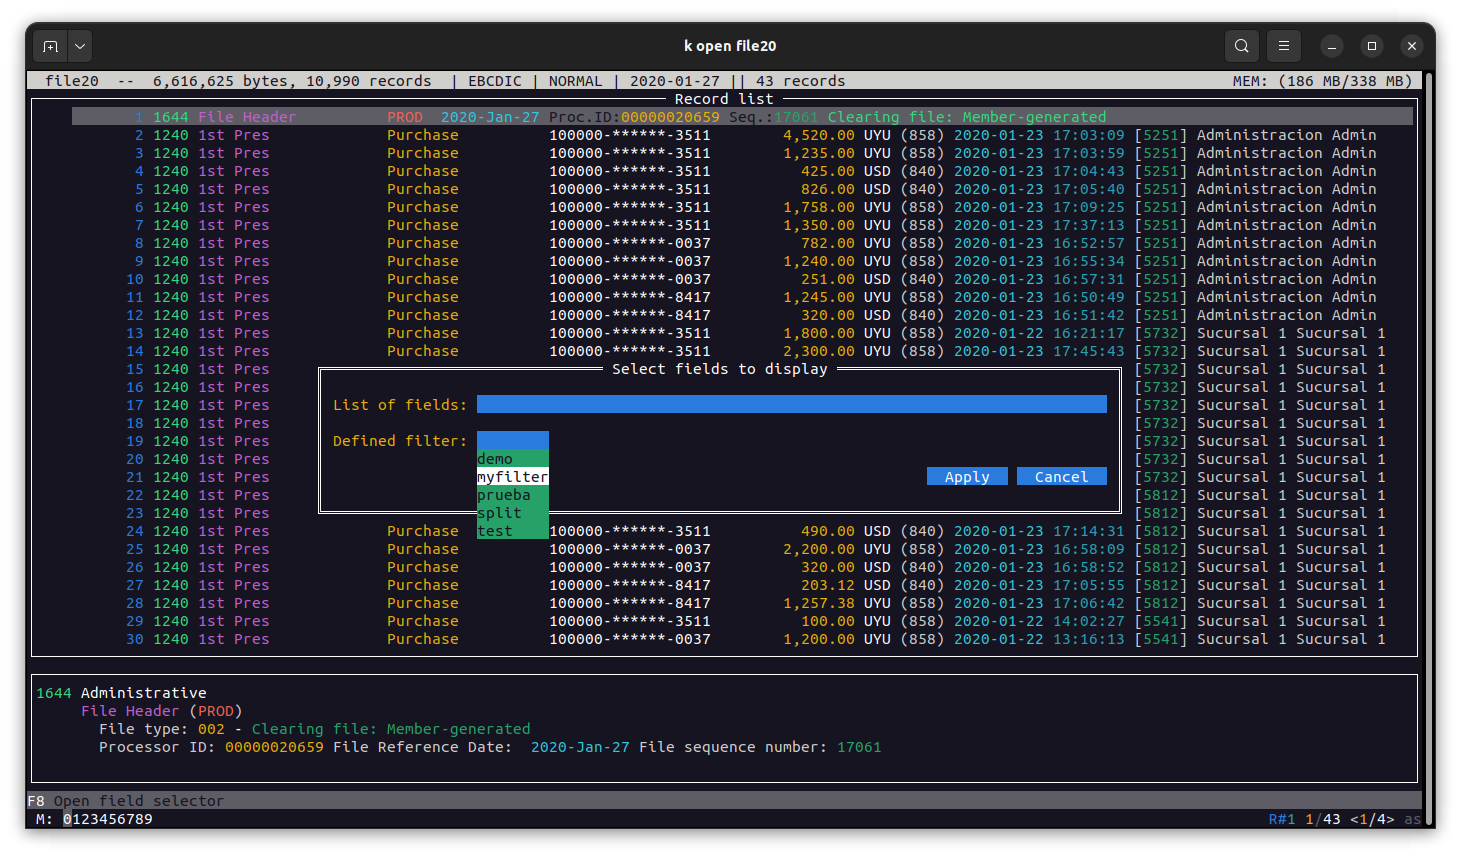 k open file20
file20 -- 6,616,625 bytes, 10,990 records | EBCDIC | NORMAL | 2020-01-27 || 43 records MEM: (186 MB/338 MB)
Record list
1 1644 File Header PROD 2020-Jan-27 Proc.ID:00000020659 Seq.:17061 Clearing file: Member-generated
2 1240 1st Pres Purchase 100000-******-3511 4,520.00 UYU (858) 2020-01-23 17:03:09 [5251] Administracion Admin
3 1240 1st Pres Purchase 100000-******-3511 1,235.00 UYU (858) 2020-01-23 17:03:59 [5251] Administracion Admin
4 1240 1st Pres Purchase 100000-******-3511 425.00 USD (840) 2020-01-23 17:04:43 [5251] Administracion Admin
5 1240 1st Pres Purchase 100000-******-3511 826.00 USD (840) 2020-01-23 17:05:40 [5251] Administracion Admin
6 1240 1st Pres Purchase 100000-******-3511 1,758.00 UYU (858) 2020-01-23 17:09:25 [5251] Administracion Admin
7 1240 1st Pres Purchase 100000-******-3511 1,350.00 UYU (858) 2020-01-23 17:37:13 [5251] Administracion Admin
8 1240 1st Pres Purchase 100000-******-0037 782.00 UYU (858) 2020-01-23 16:52:57 [5251] Administracion Admin
9 1240 1st Pres Purchase 100000-******-0037 1,240.00 UYU (858) 2020-01-23 16:55:34 [5251] Administracion Admin
10 1240 1st Pres Purchase 100000-******-0037 251.00 USD (840) 2020-01-23 16:57:31 [5251] Administracion Admin
11 1240 1st Pres Purchase 100000-******-8417 1,245.00 UYU (858) 2020-01-23 16:50:49 [5251] Administracion Admin
12 1240 1st Pres Purchase 100000-******-8417 320.00 USD (840) 2020-01-23 16:51:42 [5251] Administracion Admin
13 1240 1st Pres Purchase 100000-******-3511 1,800.00 UYU (858) 2020-01-22 16:21:17 [5732] Sucursal 1 Sucursal 1
14 1240 1st Pres Purchase 100000-******-3511 2,300.00 UYU (858) 2020-01-23 17:45:43 [5732] Sucursal 1 Sucursal 1
15 1240 1st Pres Select fields to display [5732] Sucursal 1 Sucursal 1
16 1240 1st Pres [5732] Sucursal 1 Sucursal 1
17 1240 1st Pres List of fields: [5732] Sucursal 1 Sucursal 1
18 1240 1st Pres [5732] Sucursal 1 Sucursal 1
19 1240 1st Pres Defined filter: [5732] Sucursal 1 Sucursal 1
20 1240 1st Pres demo [5732] Sucursal 1 Sucursal 1
21 1240 1st Pres myfilter Apply Cancel [5732] Sucursal 1 Sucursal 1
22 1240 1st Pres prueba [5812] Sucursal 1 Sucursal 1
23 1240 1st Pres split [5812] Sucursal 1 Sucursal 1
24 1240 1st Pres Purchase test 100000-******-3511 490.00 USD (840) 2020-01-23 17:14:31 [5812] Sucursal 1 Sucursal 1
25 1240 1st Pres Purchase 100000-******-0037 2,200.00 UYU (858) 2020-01-23 16:58:09 [5812] Sucursal 1 Sucursal 1
26 1240 1st Pres Purchase 100000-******-0037 320.00 USD (840) 2020-01-23 16:58:52 [5812] Sucursal 1 Sucursal 1
27 1240 1st Pres Purchase 100000-******-8417 203.12 USD (840) 2020-01-23 17:05:55 [5812] Sucursal 1 Sucursal 1
28 1240 1st Pres Purchase 100000-******-8417 1,257.38 UYU (858) 2020-01-23 17:06:42 [5812] Sucursal 1 Sucursal 1
29 1240 1st Pres Purchase 100000-******-3511 100.00 UYU (858) 2020-01-22 14:02:27 [5541] Sucursal 1 Sucursal 1
30 1240 1st Pres Purchase 100000-******-0037 1,200.00 UYU (858) 2020-01-22 13:16:13 [5541] Sucursal 1 Sucursal 1
1644 Administrative
File Header (PROD)
File type: 002 - Clearing file: Member-generated
Processor ID: 00000020659 File Reference Date: 2020-Jan-27 File sequence number: 17061
F8 Open field selector
M: 0123456789 R#1 1/43 <1/4> as